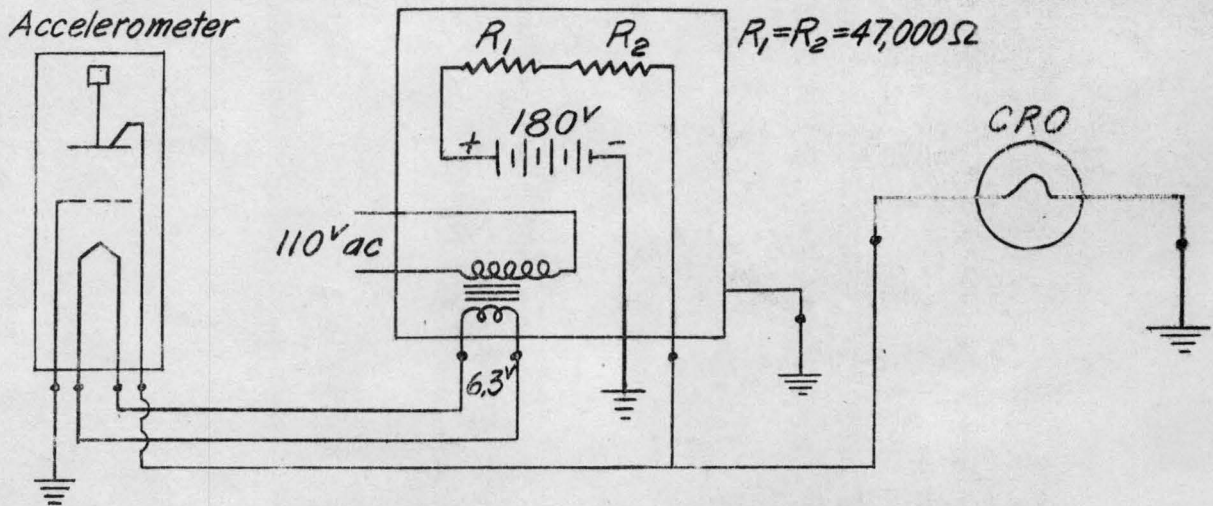 Accelerometer
R₁ R₂
R₁=R₂=47,000Ω
180ᵛ
+ -
CRO
110ᵛ ac
6.3ᵛ